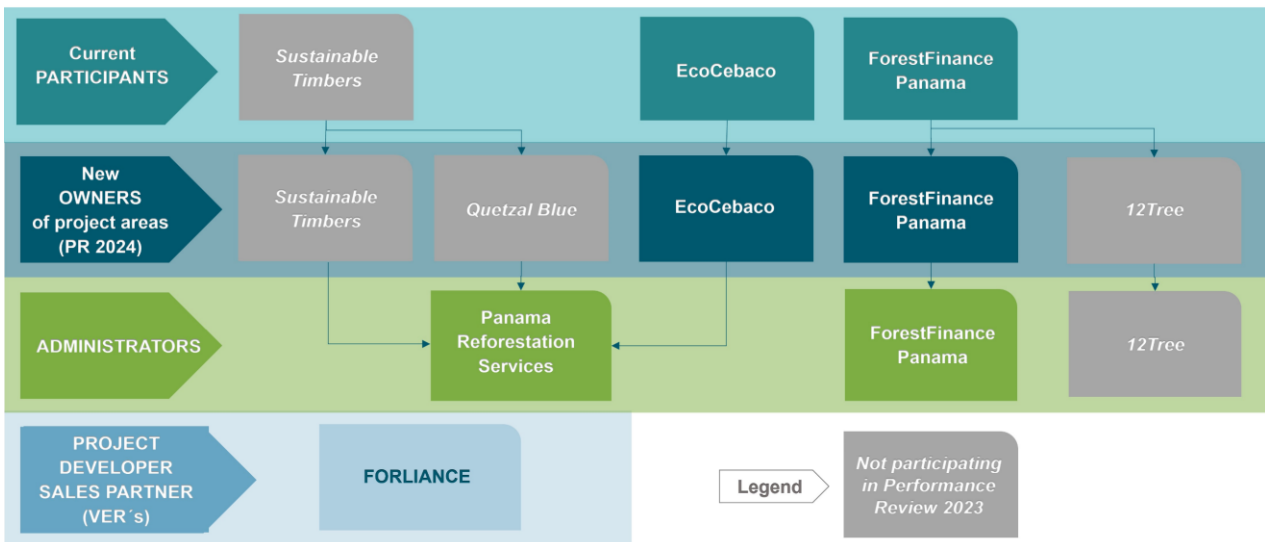 Current
PARTICIPANTS
Sustainable
Timbers
EcoCebaco
ForestFinance
Panama
New
OWNERS
of project areas
(PR 2024)
Sustainable
Timbers
Quetzal Blue
EcoCebaco
ForestFinance
Panama
12Tree
ADMINISTRATORS
Panama
Reforestation
Services
ForestFinance
Panama
12Tree
PROJECT
DEVELOPER
SALES PARTNER
(VER´s)
FORLIANCE
Legend
Not participating
in Performance
Review 2023